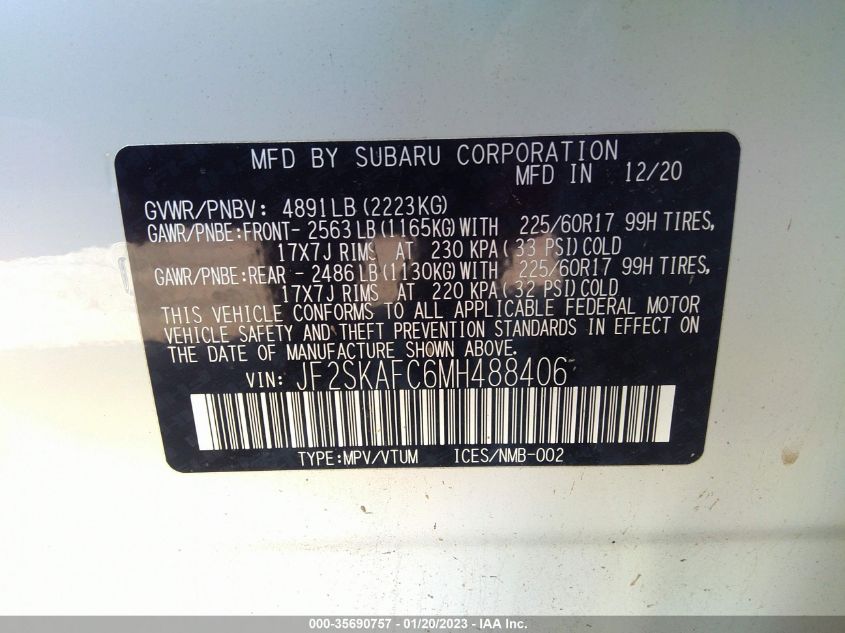 MFD BY SUBARU CORPORATION
MFD IN 12/20
GVWR/PNBV: 4891LB(2223KG)
GAWR/PNBE:FRONT- 2563LB(1165KG)WITH 225/60R17 99H TIRES,
17X7J RIMS AT 230 KPA(33 PSI)COLD
GAWR/PNBE:REAR - 2486LB(1130KG)WITH 225/60R17 99H TIRES,
17X7J RIMS AT 220 KPA(32 PSI)COLD
THIS VEHICLE CONFORMS TO ALL APPLICABLE FEDERAL MOTOR
VEHICLE SAFETY AND THEFT PREVENTION STANDARDS IN EFFECT ON
THE DATE OF MANUFACTURE SHOWN ABOVE.
VIN: JF2SKAFC6MH488406
TYPE:MPV/VTUM ICES/NMB-002
000-35690757 - 01/20/2023 - IAA Inc.